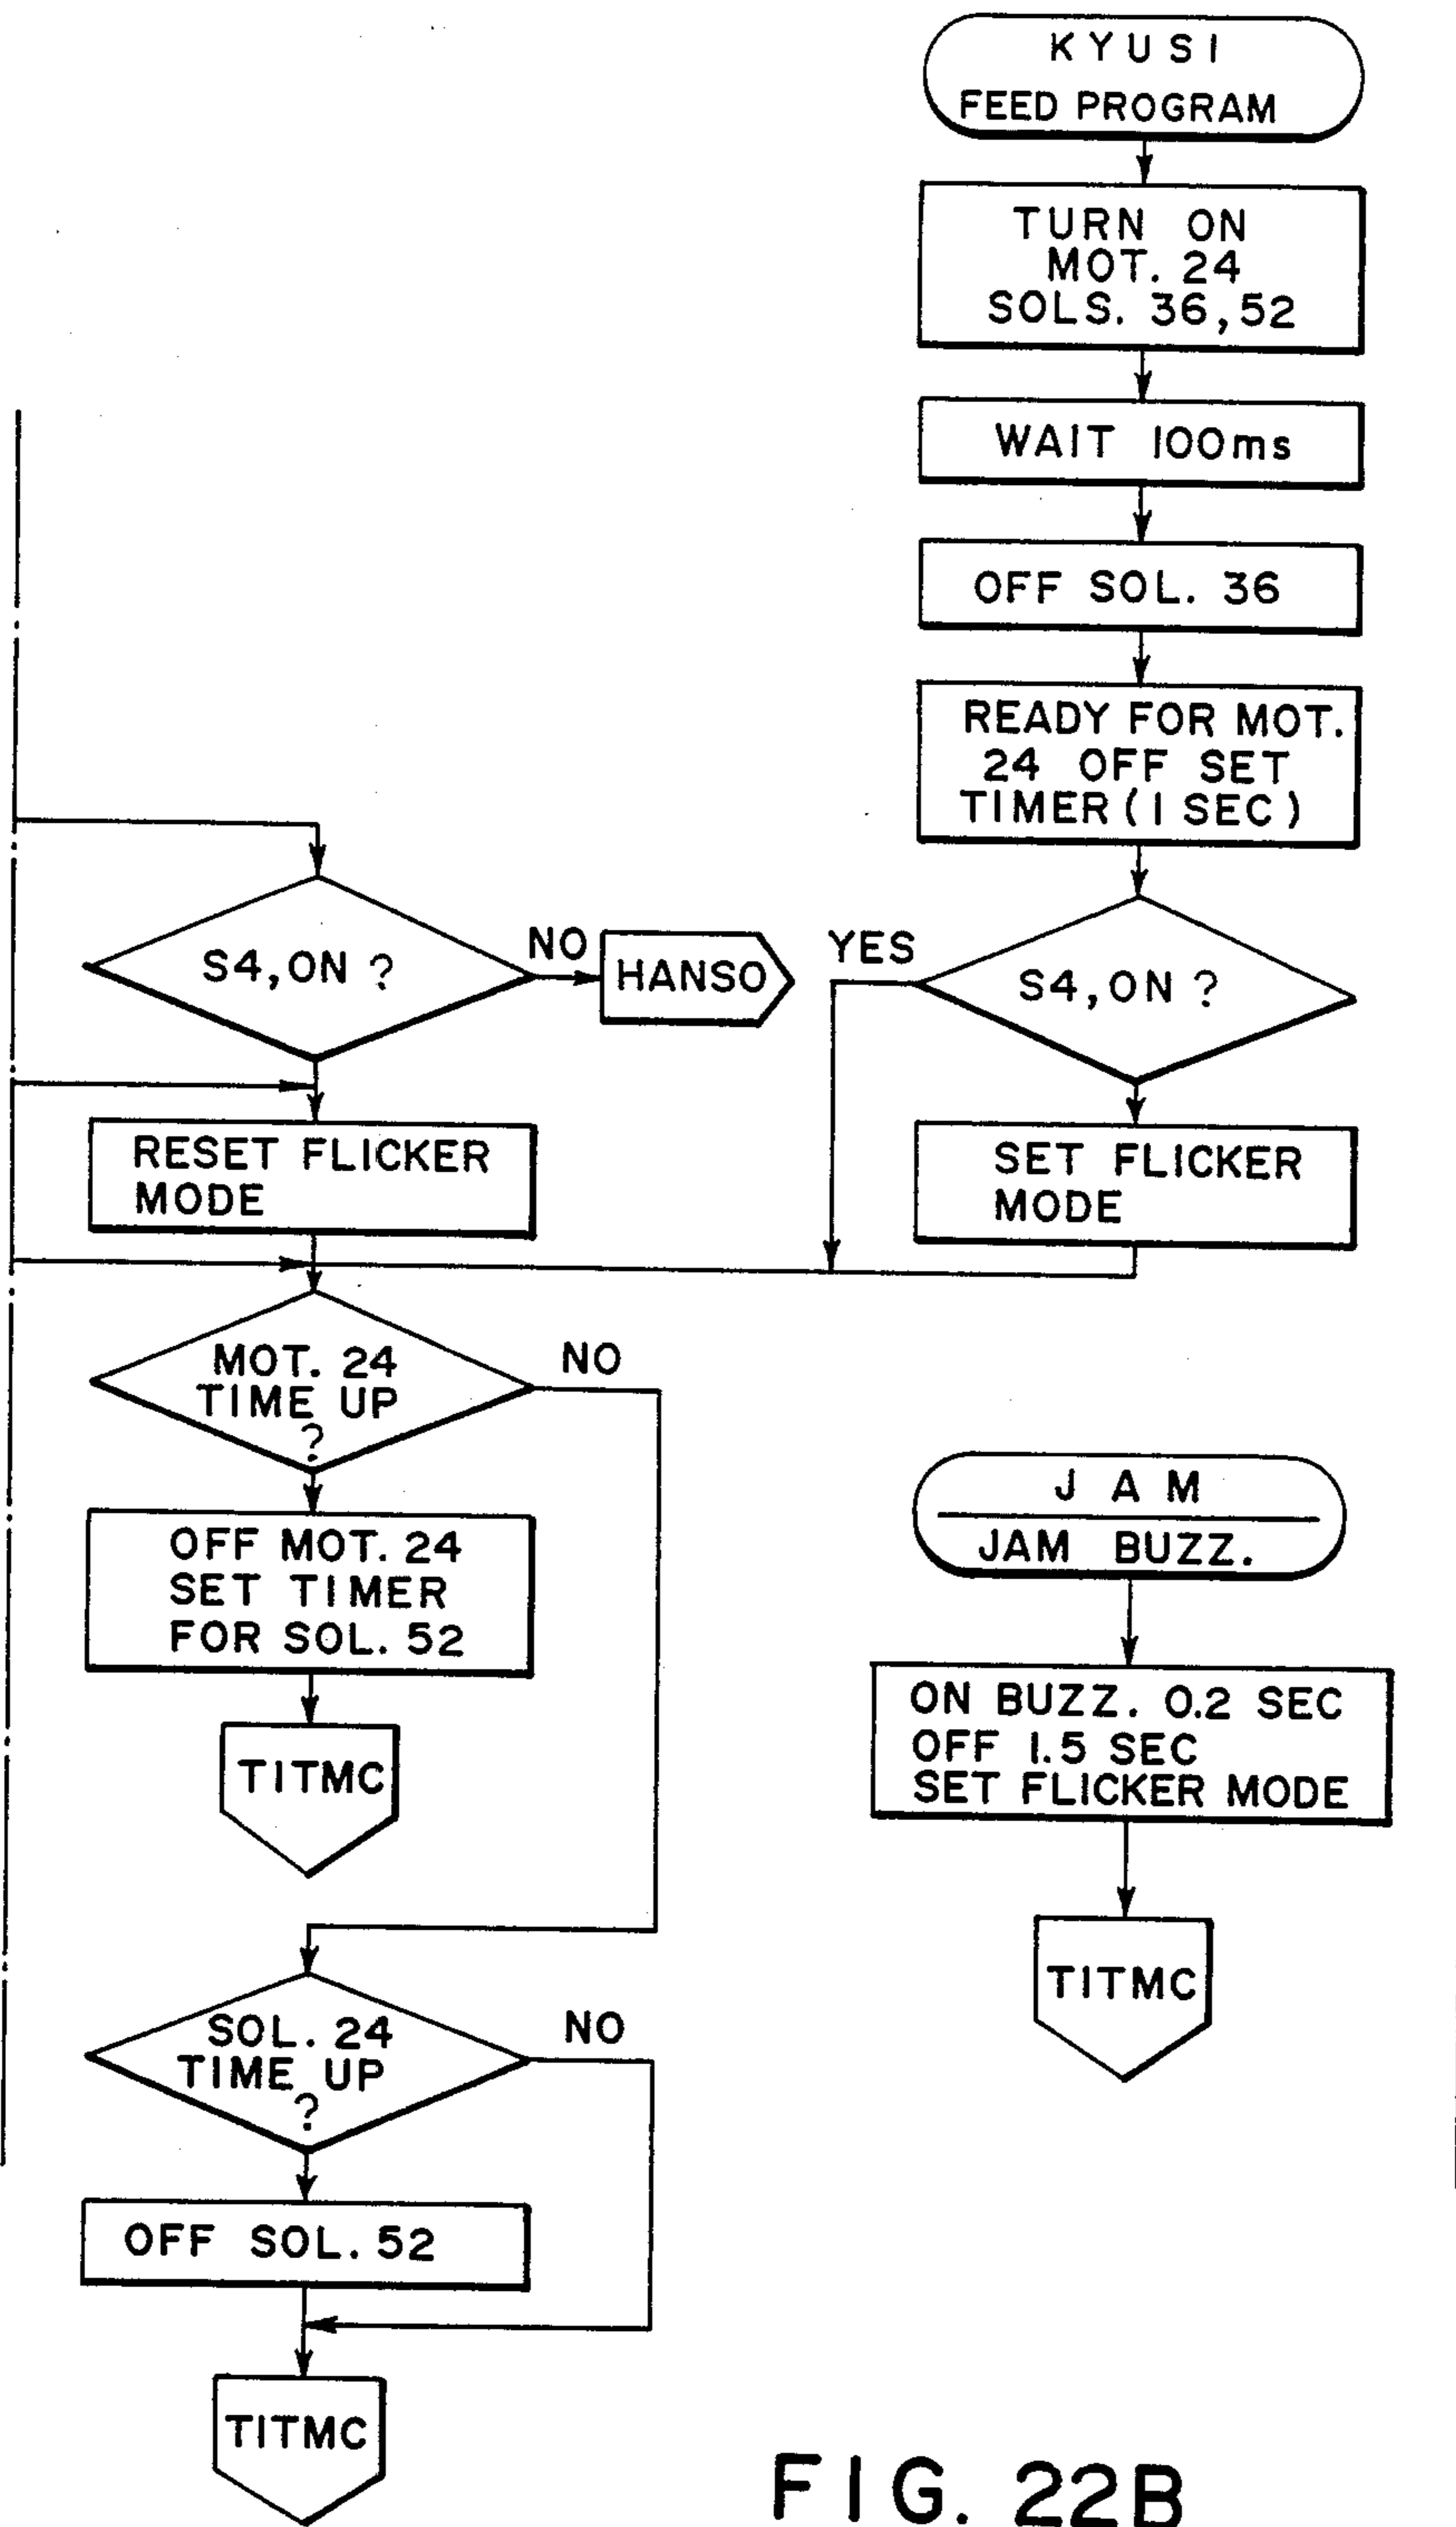 KYUSI
FEED PROGRAM
TURN ON
MOT. 24
SOLS. 36,52
WAIT 100ms
OFF SOL. 36
READY FOR MOT.
24 OFF SET
TIMER (1 SEC)
S4,ON ?
YES
SET FLICKER
MODE
S4,ON ?
NO
HANSO
RESET FLICKER
MODE
MOT. 24
TIME UP
?
NO
OFF MOT. 24
SET TIMER
FOR SOL. 52
TITMC
SOL. 24
TIME UP
?
NO
OFF SOL. 52
TITMC
JAM
JAM BUZZ.
ON BUZZ. 0.2 SEC
OFF 1.5 SEC
SET FLICKER MODE
TITMC
FIG. 22B